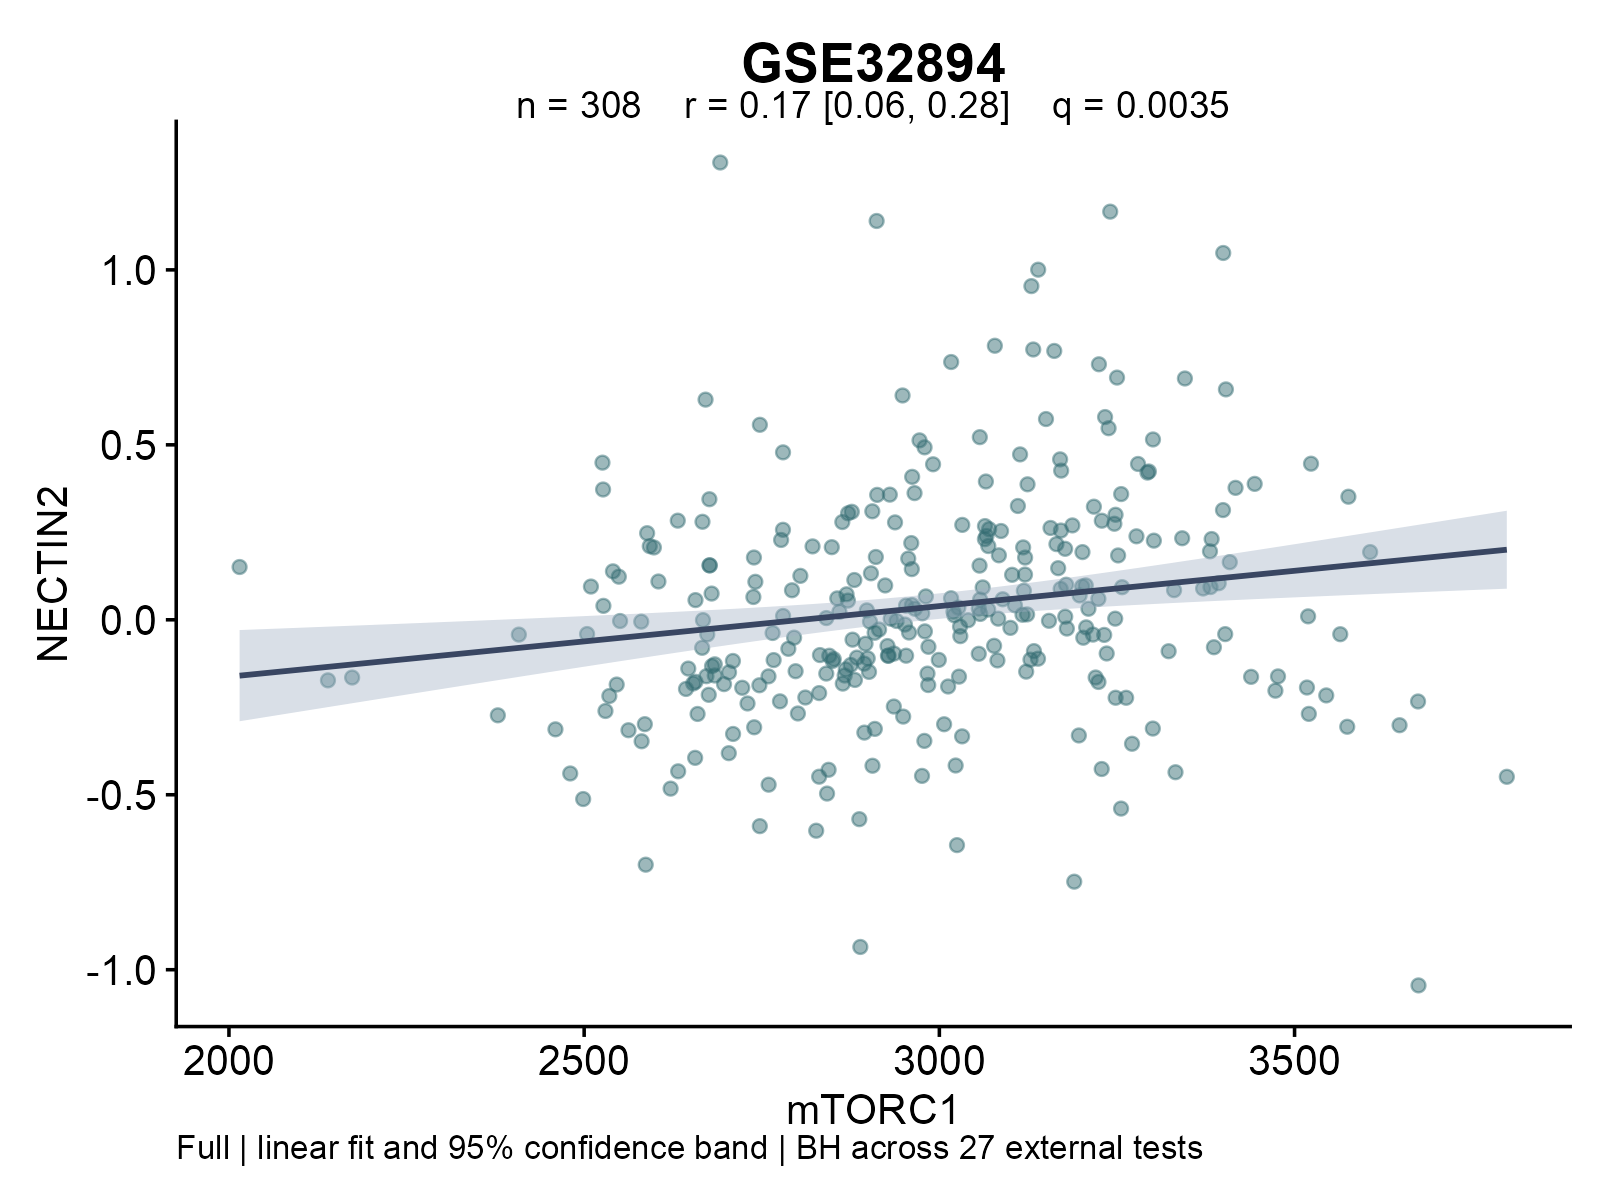 GSE32894
n = 308 r = 0.17 [0.06, 0.28] q = 0.0035
NECTIN2
1.0
0.5
0.0
-0.5
-1.0
2000 2500 3000 3500
mTORC1
Full | linear fit and 95% confidence band | BH across 27 external tests